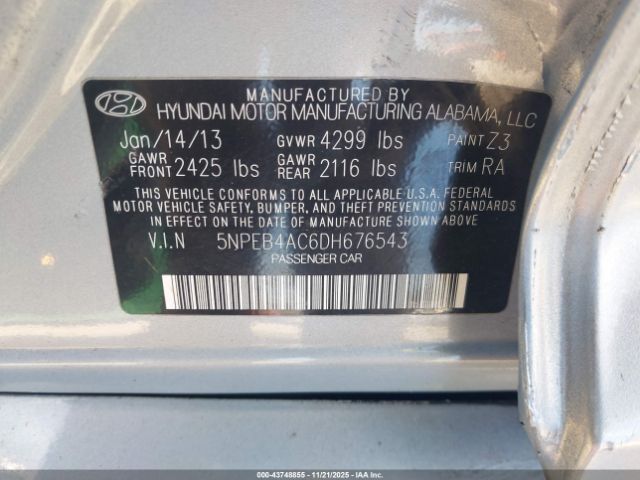 MANUFACTURED BY
HYUNDAI MOTOR MANUFACTURING ALABAMA, LLC
Jan/14/13 GVWR 4299 lbs PAINT Z3
GAWR FRONT 2425 lbs GAWR REAR 2116 lbs TRIM RA
THIS VEHICLE CONFORMS TO ALL APPLICABLE U.S.A. FEDERAL
MOTOR VEHICLE SAFETY, BUMPER, AND THEFT PREVENTION STANDARDS
IN EFFECT ON THE DATE OF MANUFACTURE SHOWN ABOVE.
V.I.N 5NPEB4AC6DH676543
PASSENGER CAR
000-43748855 - 11/21/2025 - IAAI.COM